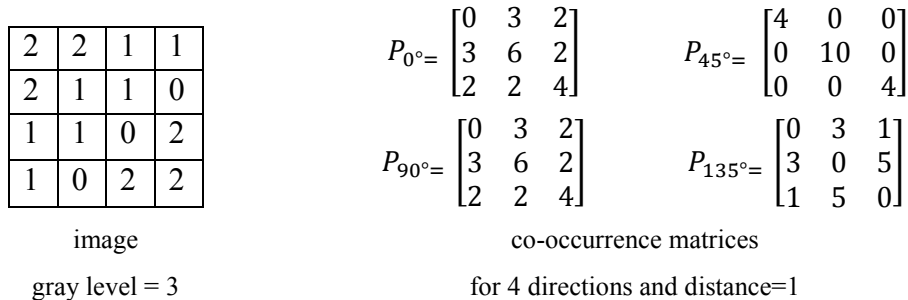 2 2 1 1
2 1 1 0
1 1 0 2
1 0 2 2
image
gray level = 3
P0°= [0 3 2
3 6 2
2 2 4]
P45°= [4 0 0
0 10 0
0 0 4]
P90°= [0 3 2
3 6 2
2 2 4]
P135°= [0 3 1
3 0 5
1 5 0]
co-occurrence matrices
for 4 directions and distance=1